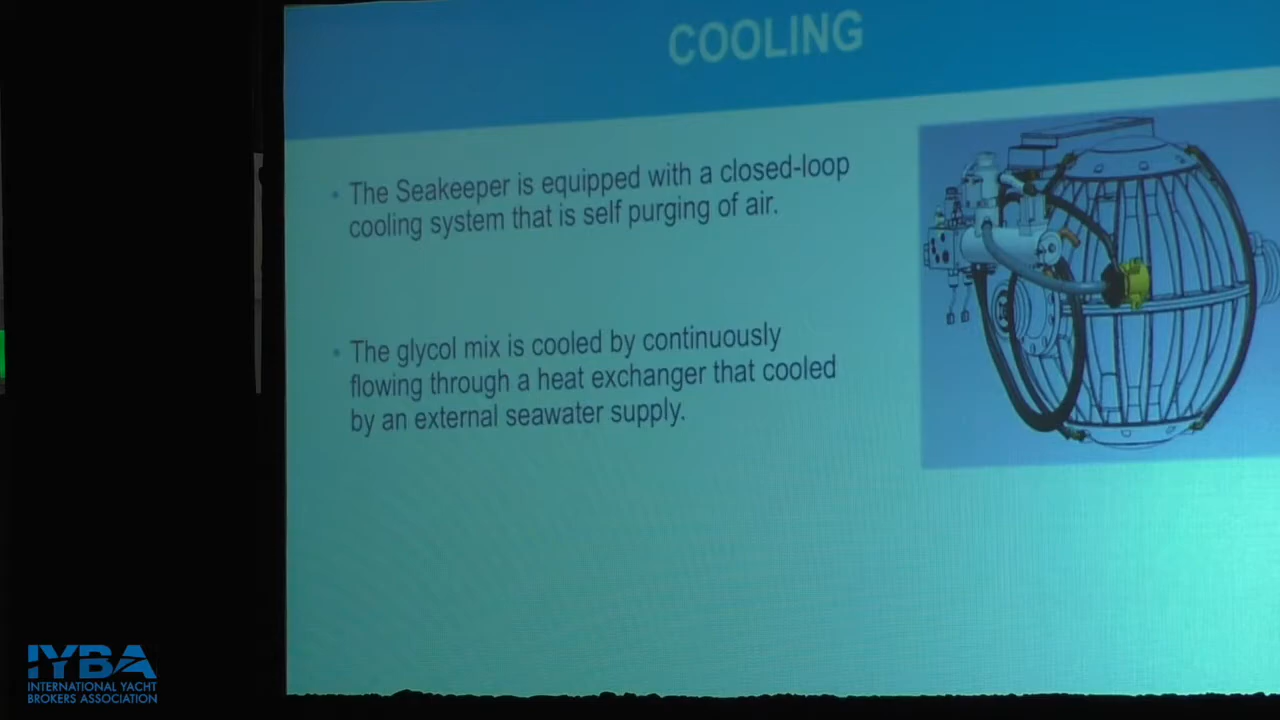 COOLING
• The Seakeeper is equipped with a closed-loop
cooling system that is self purging of air.
• The glycol mix is cooled by continuously
flowing through a heat exchanger that cooled
by an external seawater supply.
IYBA
INTERNATIONAL YACHT
BROKERS ASSOCIATION